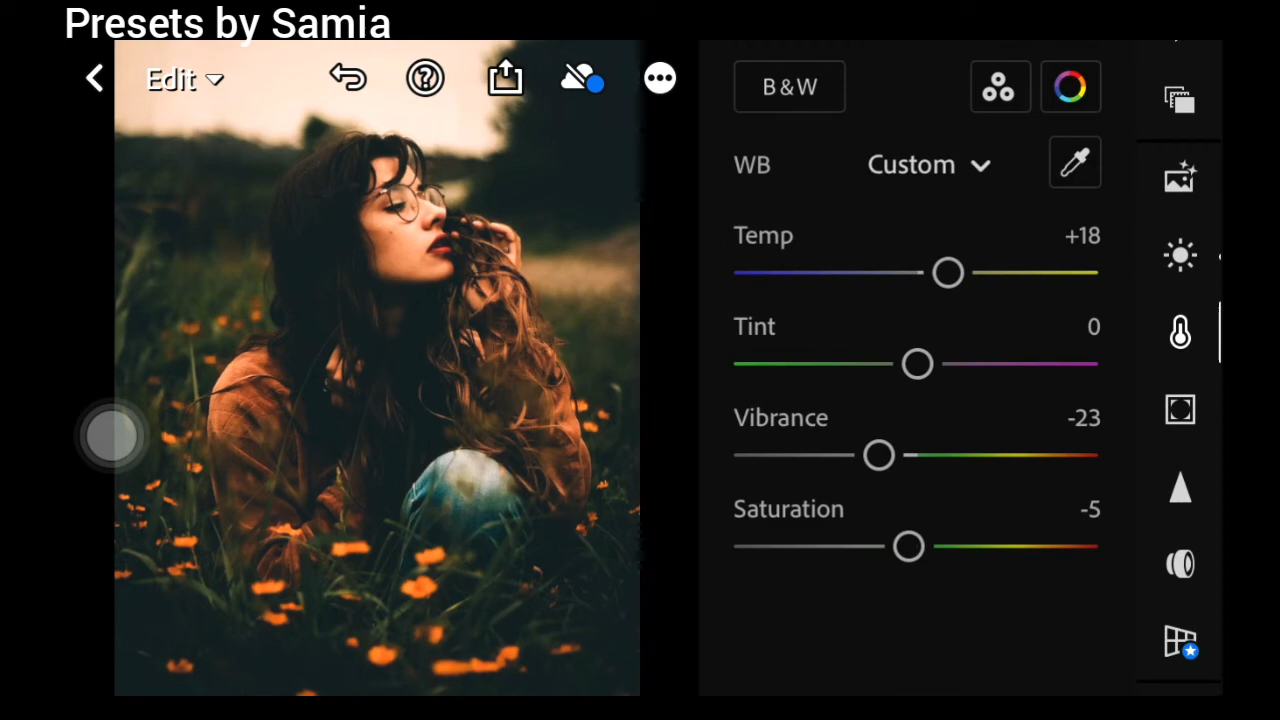 Presets by Samia
Edit
B&W
WB Custom
Temp +18
Tint 0
Vibrance -23
Saturation -5